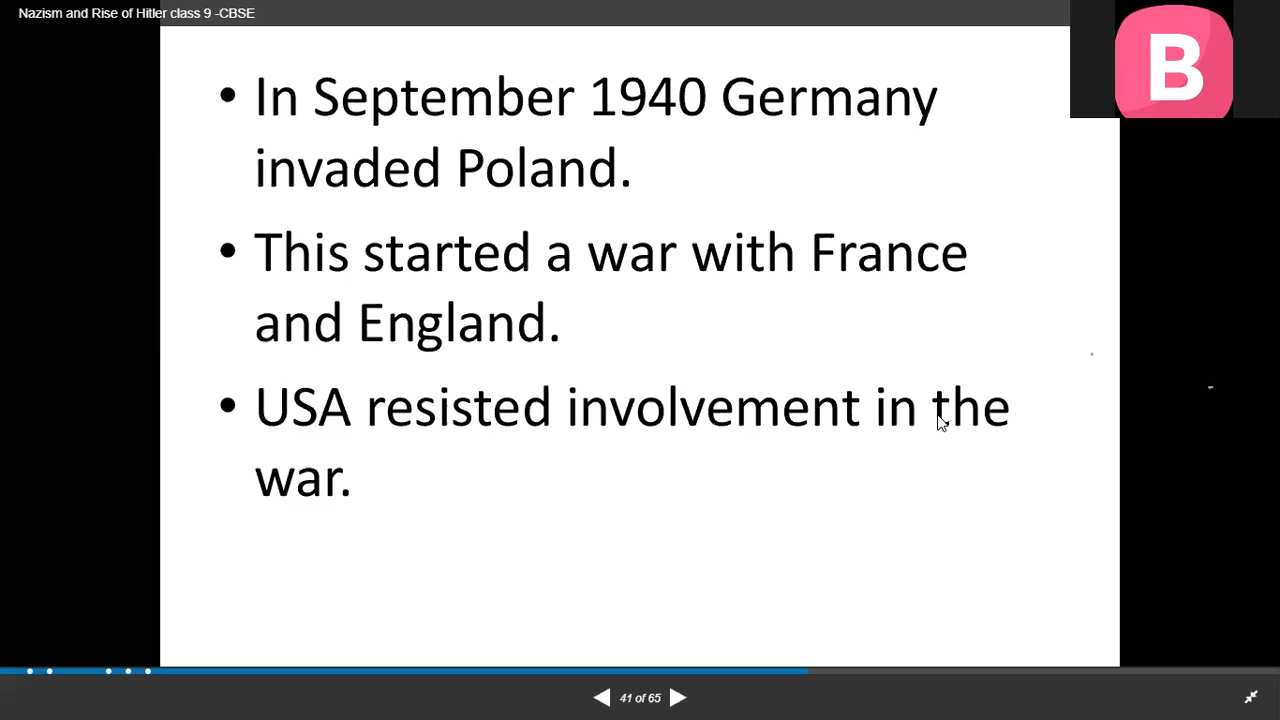 Nazism and Rise of Hitler class 9 -CBSE
B
• In September 1940 Germany
invaded Poland.
• This started a war with France
and England.
• USA resisted involvement in the
war.
41 of 65